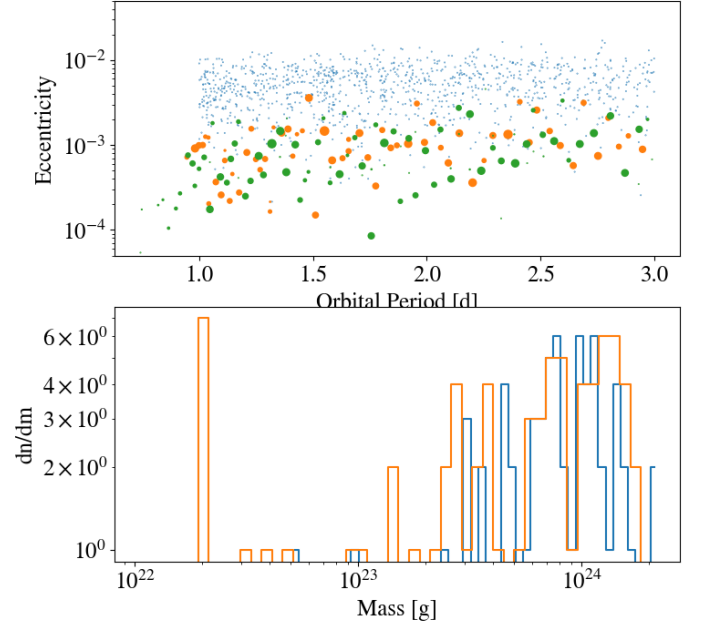 10⁻²
10⁻³
10⁻⁴
Eccentricity
1.0 1.5 2.0 2.5 3.0
Orbital Period [d]
6 × 10⁰
4 × 10⁰
3 × 10⁰
2 × 10⁰
10⁰
dn/dm
10²² 10²³ 10²⁴
Mass [g]